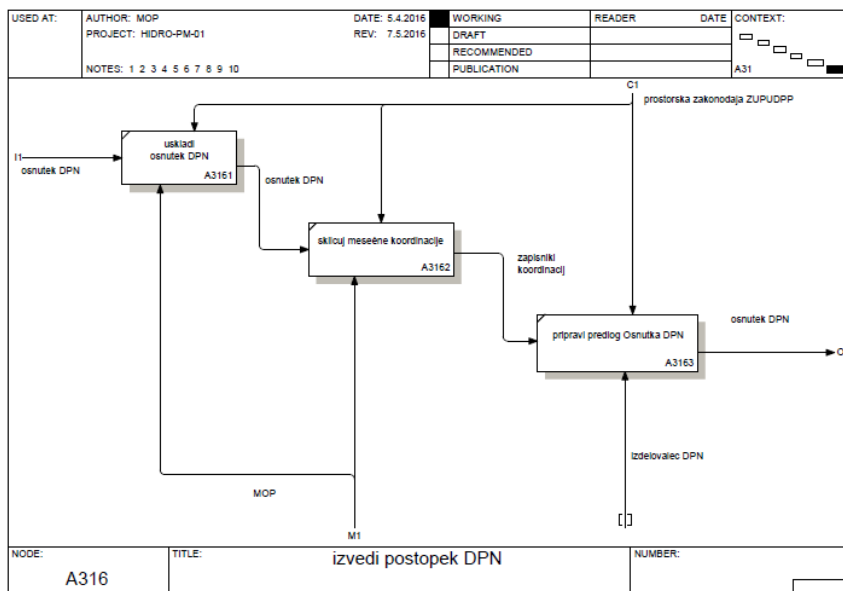 USED AT:
AUTHOR: MOP
DATE: 5.4.2016
WORKING
READER
DATE
CONTEXT:
PROJECT: HIDRO-PM-01
REV: 7.5.2016
DRAFT
RECOMMENDED
NOTES: 1 2 3 4 5 6 7 8 9 10
PUBLICATION
A31
C1
prostorska zakonodaja ZUPUDPP
uskladi
osnutek DPN
A3161
I1
osnutek DPN
osnutek DPN
sklicuj mesečne koordinacije
A3162
zapisniki
koordinacij
pripravi predlog Osnutka DPN
A3163
osnutek DPN
izdelovalec DPN
MOP
M1
NODE:
TITLE:
izvedi postopek DPN
NUMBER:
A316